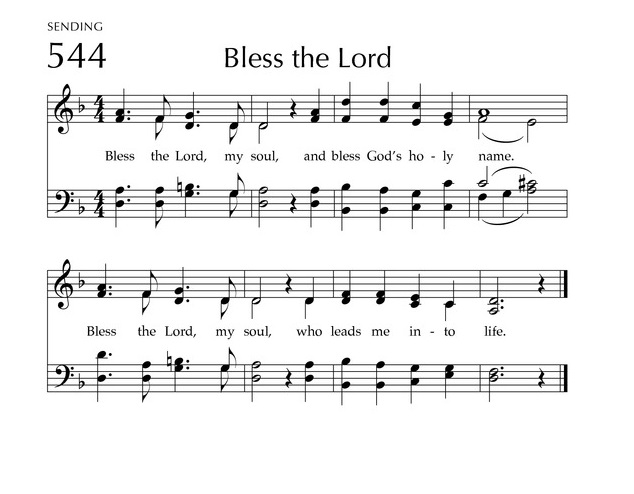 SENDING
544 Bless the Lord
Bless the Lord, my soul, and bless God's ho - ly name.
Bless the Lord, my soul, who leads me in - to life.